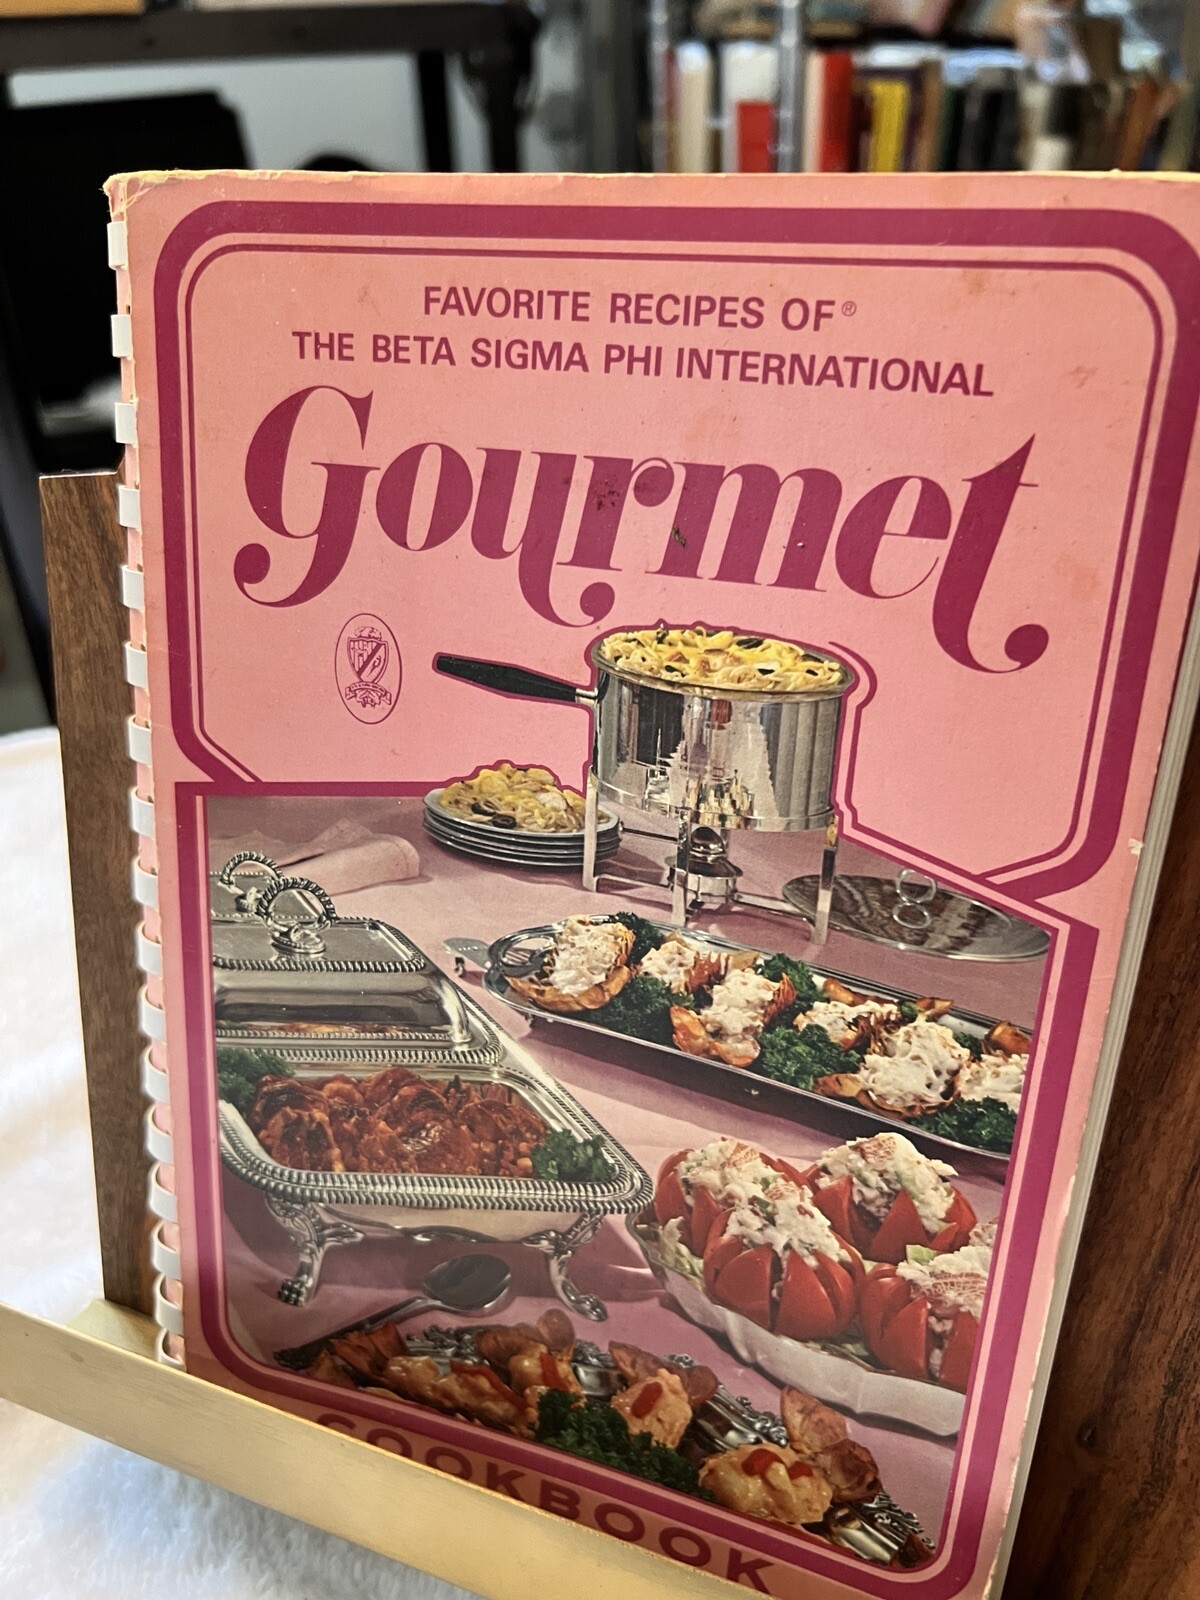 FAVORITE RECIPES OF®
THE BETA SIGMA PHI INTERNATIONAL
Gourmet
COOKBOOK